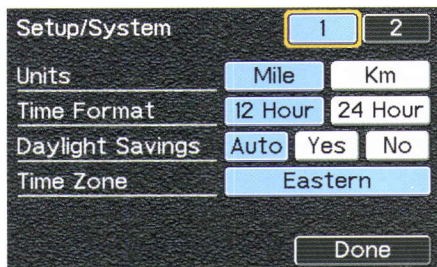 Setup/System 1 2
Units Mile Km
Time Format 12 Hour 24 Hour
Daylight Savings Auto Yes No
Time Zone Eastern
Done